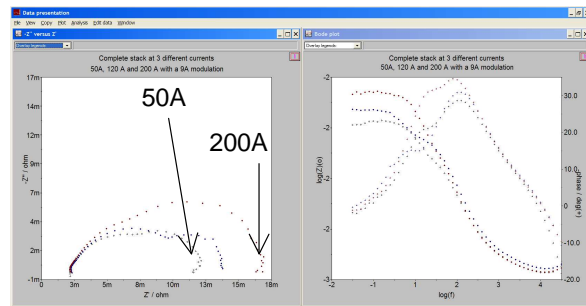 Data presentation
File View Copy Plot Analysis Edit data Window
-Z'' versus Z'
Overlay legends:
Complete stack at 3 different currents
50A, 120 A and 200 A with a 9A modulation
17m
14m
12m
9m
7m
4m
2m
-1m
-Z'' / ohm
50A
200A
0 3m 5m 8m 10m 13m 15m 18m
Z' / ohm
Bode plot
Overlay legends:
Complete stack at 3 different currents
50A, 120 A and 200 A with a 9A modulation
-2
-2
-2
-2
-3
log(Z)(o)
30.0
20.0
10.0
0.0
-10.0
-20.0
phase / deg(+)
-2 -1 0 1 2 3 4
log(f)